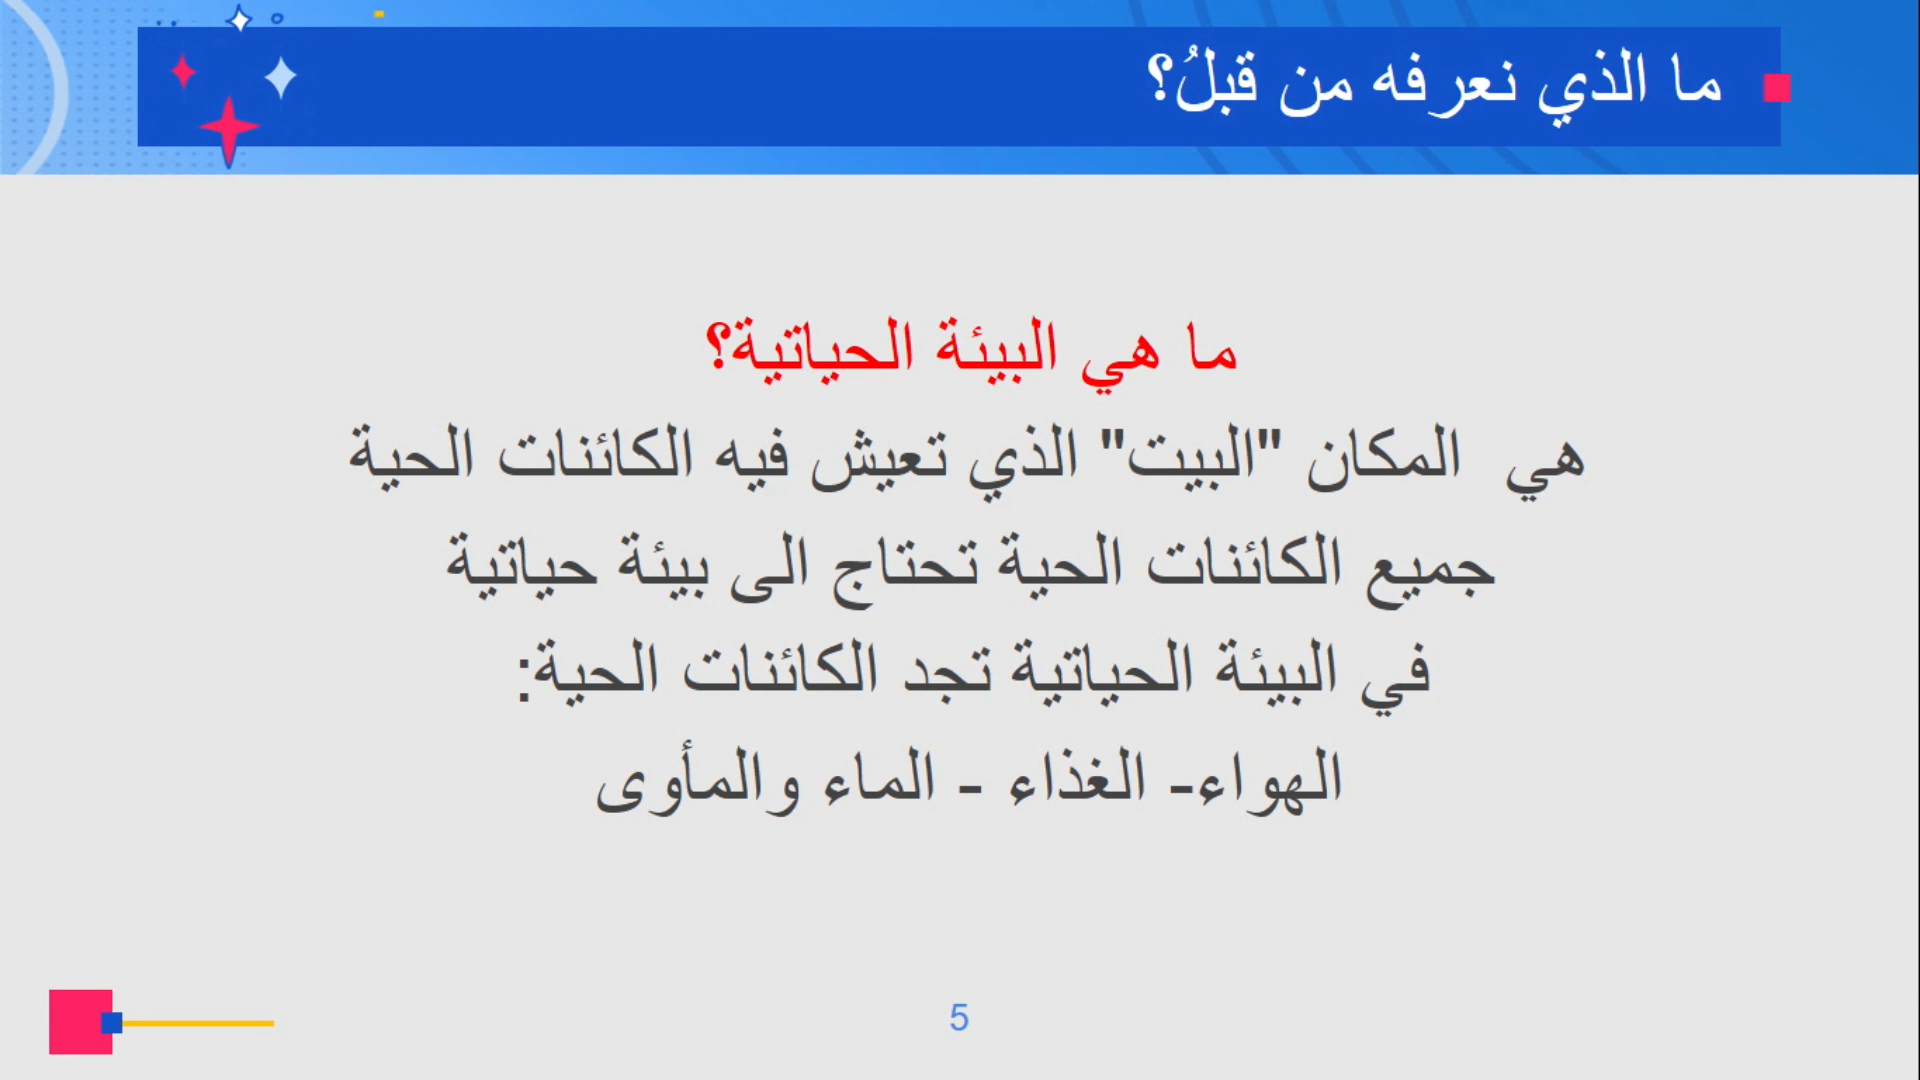 ما الذي نعرفه من قبلُ؟
ما هي البيئة الحياتية؟
هي المكان "البيت" الذي تعيش فيه الكائنات الحية
جميع الكائنات الحية تحتاج الى بيئة حياتية
في البيئة الحياتية تجد الكائنات الحية:
الهواء- الغذاء - الماء والمأوى
5